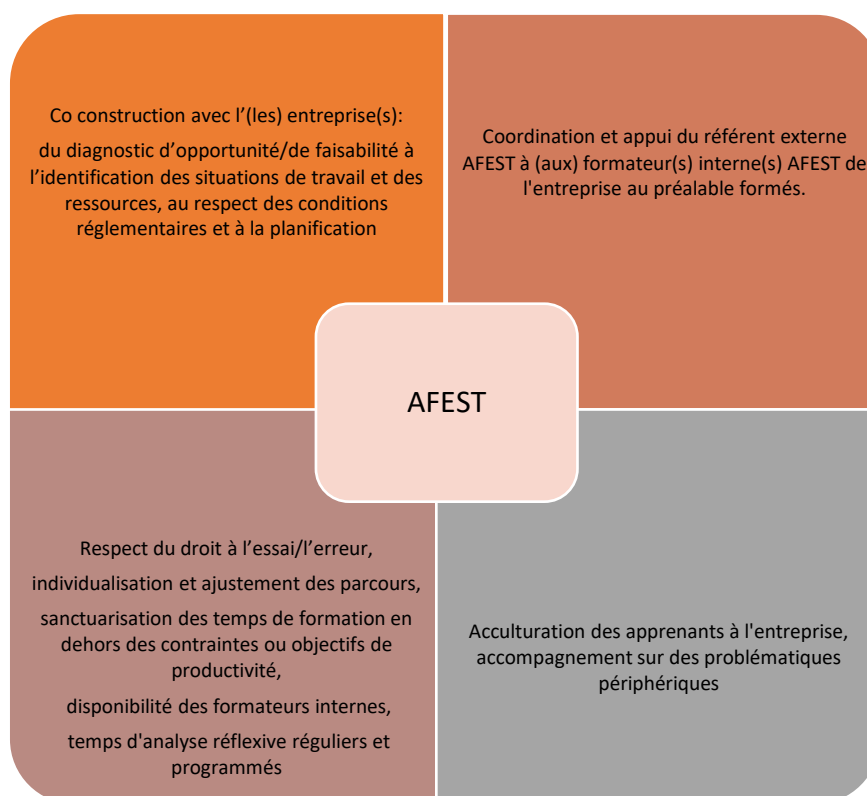 Co construction avec l'(les) entreprise(s):
du diagnostic d'opportunité/de faisabilité à
l'identification des situations de travail et des
ressources, au respect des conditions
réglementaires et à la planification
Coordination et appui du référent externe
AFEST à (aux) formateur(s) interne(s) AFEST de
l'entreprise au préalable formés.
AFEST
Respect du droit à l'essai/l'erreur,
individualisation et ajustement des parcours,
sanctuarisation des temps de formation en
dehors des contraintes ou objectifs de
productivité,
disponibilité des formateurs internes,
temps d'analyse réflexive réguliers et
programmés
Acculturation des apprenants à l'entreprise,
accompagnement sur des problématiques
périphériques